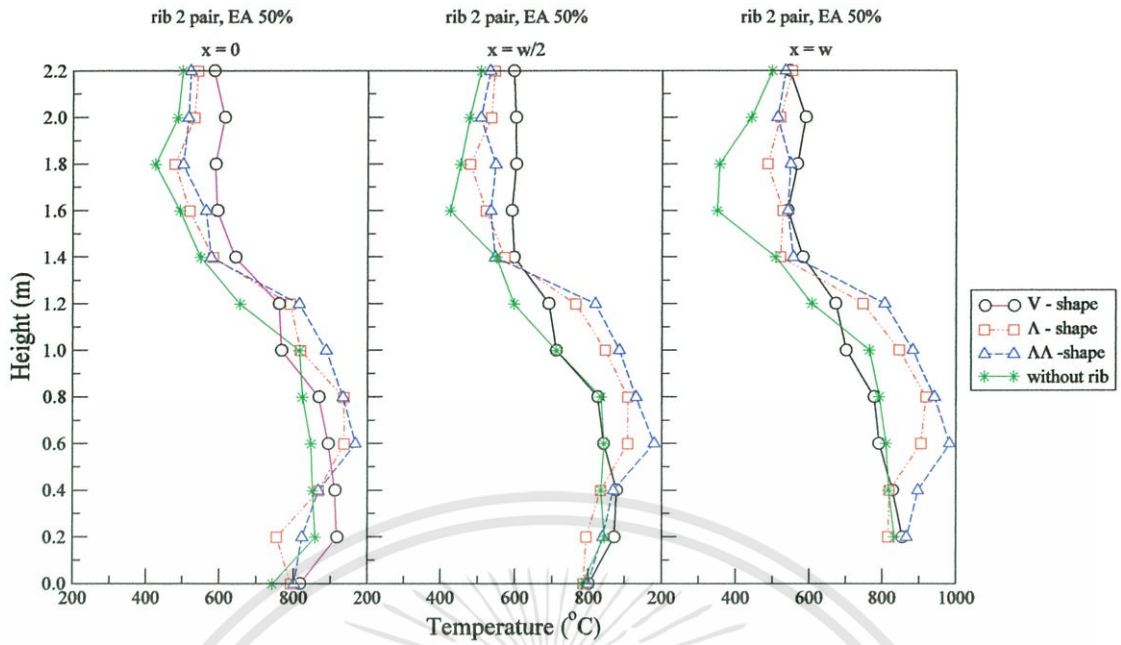 rib 2 pair, EA 50%
x = 0
rib 2 pair, EA 50%
x = w/2
rib 2 pair, EA 50%
x = w
Height (m)
2.2
2.0
1.8
1.6
1.4
1.2
1.0
0.8
0.6
0.4
0.2
0.0
200 400 600 800 200 400 600 800 200 400 600 800 1000
Temperature (°C)
V - shape
Λ - shape
ΛΛ -shape
without rib